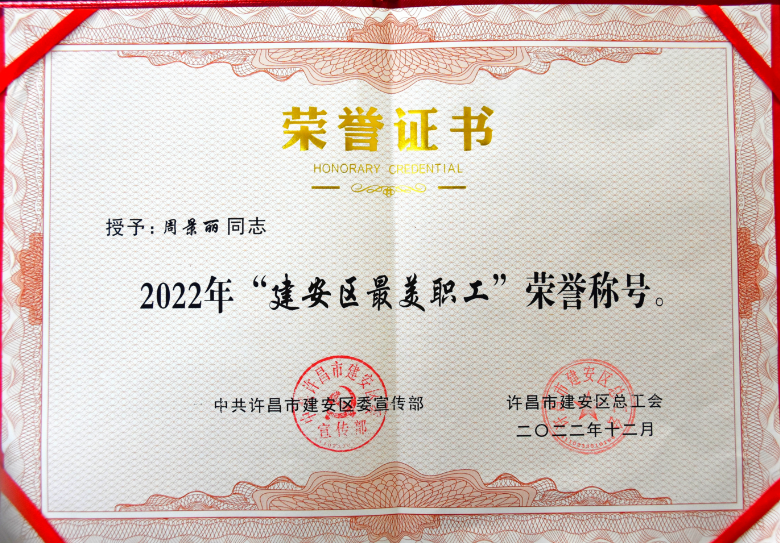 荣誉证书
HONORARY CREDENTIAL
授予：周景丽同志
2022年“建安区最美职工”荣誉称号。
中共许昌市建安区委宣传部
许昌市建安区总工会
二〇二二年十二月
宣传部